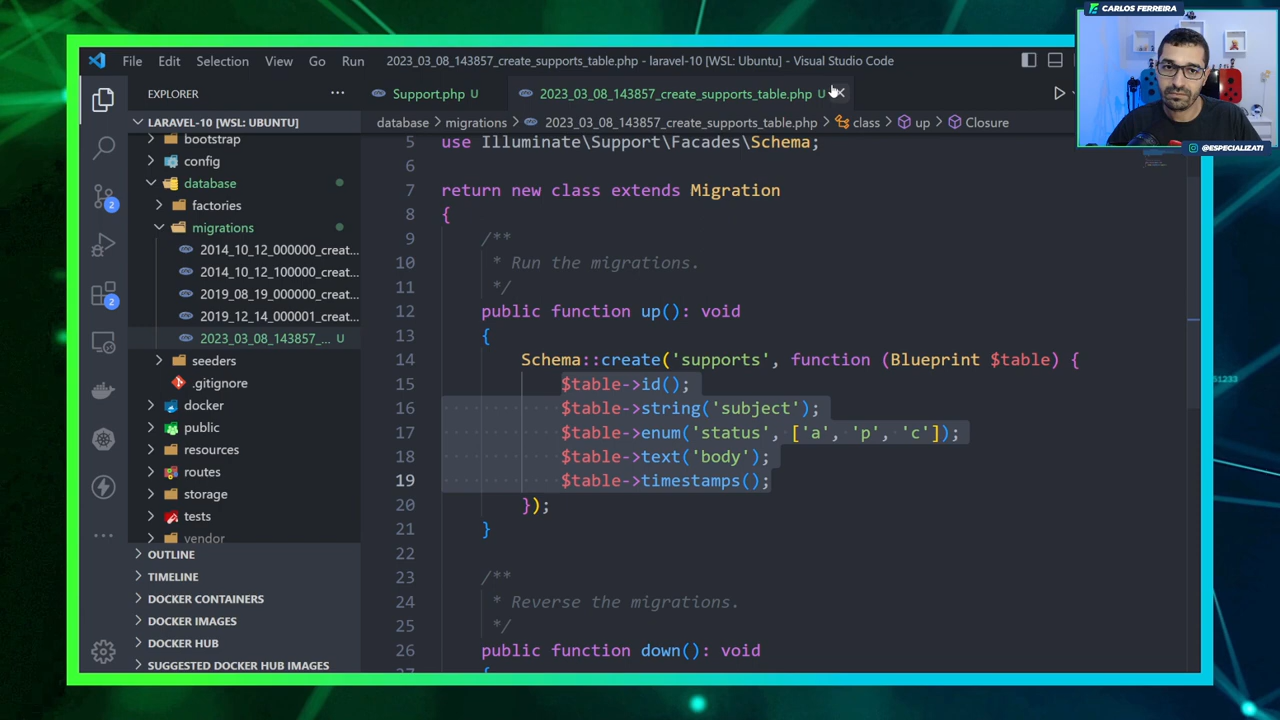 CARLOS FERREIRA
@ESPECIALIZATI
File Edit Selection View Go Run 2023_03_08_143857_create_supports_table.php - laravel-10 [WSL: Ubuntu] - Visual Studio Code
EXPLORER ...
Support.php U 2023_03_08_143857_create_supports_table.php U
database > migrations > 2023_03_08_143857_create_supports_table.php > class > up > Closure
LARAVEL-10 [WSL: UBUNTU]
bootstrap
config
database
factories
migrations
2014_10_12_000000_creat...
2014_10_12_100000_creat...
2019_08_19_000000_creat...
2019_12_14_000001_creat...
2023_03_08_143857_... U
seeders
.gitignore
docker
public
resources
routes
storage
tests
vendor
OUTLINE
TIMELINE
DOCKER CONTAINERS
DOCKER IMAGES
DOCKER HUB
SUGGESTED DOCKER HUB IMAGES
2
2
5 use Illuminate\Support\Facades\Schema;
6
7 return new class extends Migration
8 {
9 /**
10 * Run the migrations.
11 */
12 public function up(): void
13 {
14 Schema::create('supports', function (Blueprint $table) {
15 $table->id();
16 $table->string('subject');
17 $table->enum('status', ['a', 'p', 'c']);
18 $table->text('body');
19 $table->timestamps();
20 });
21 }
22
23 /**
24 * Reverse the migrations.
25 */
26 public function down(): void
27 {